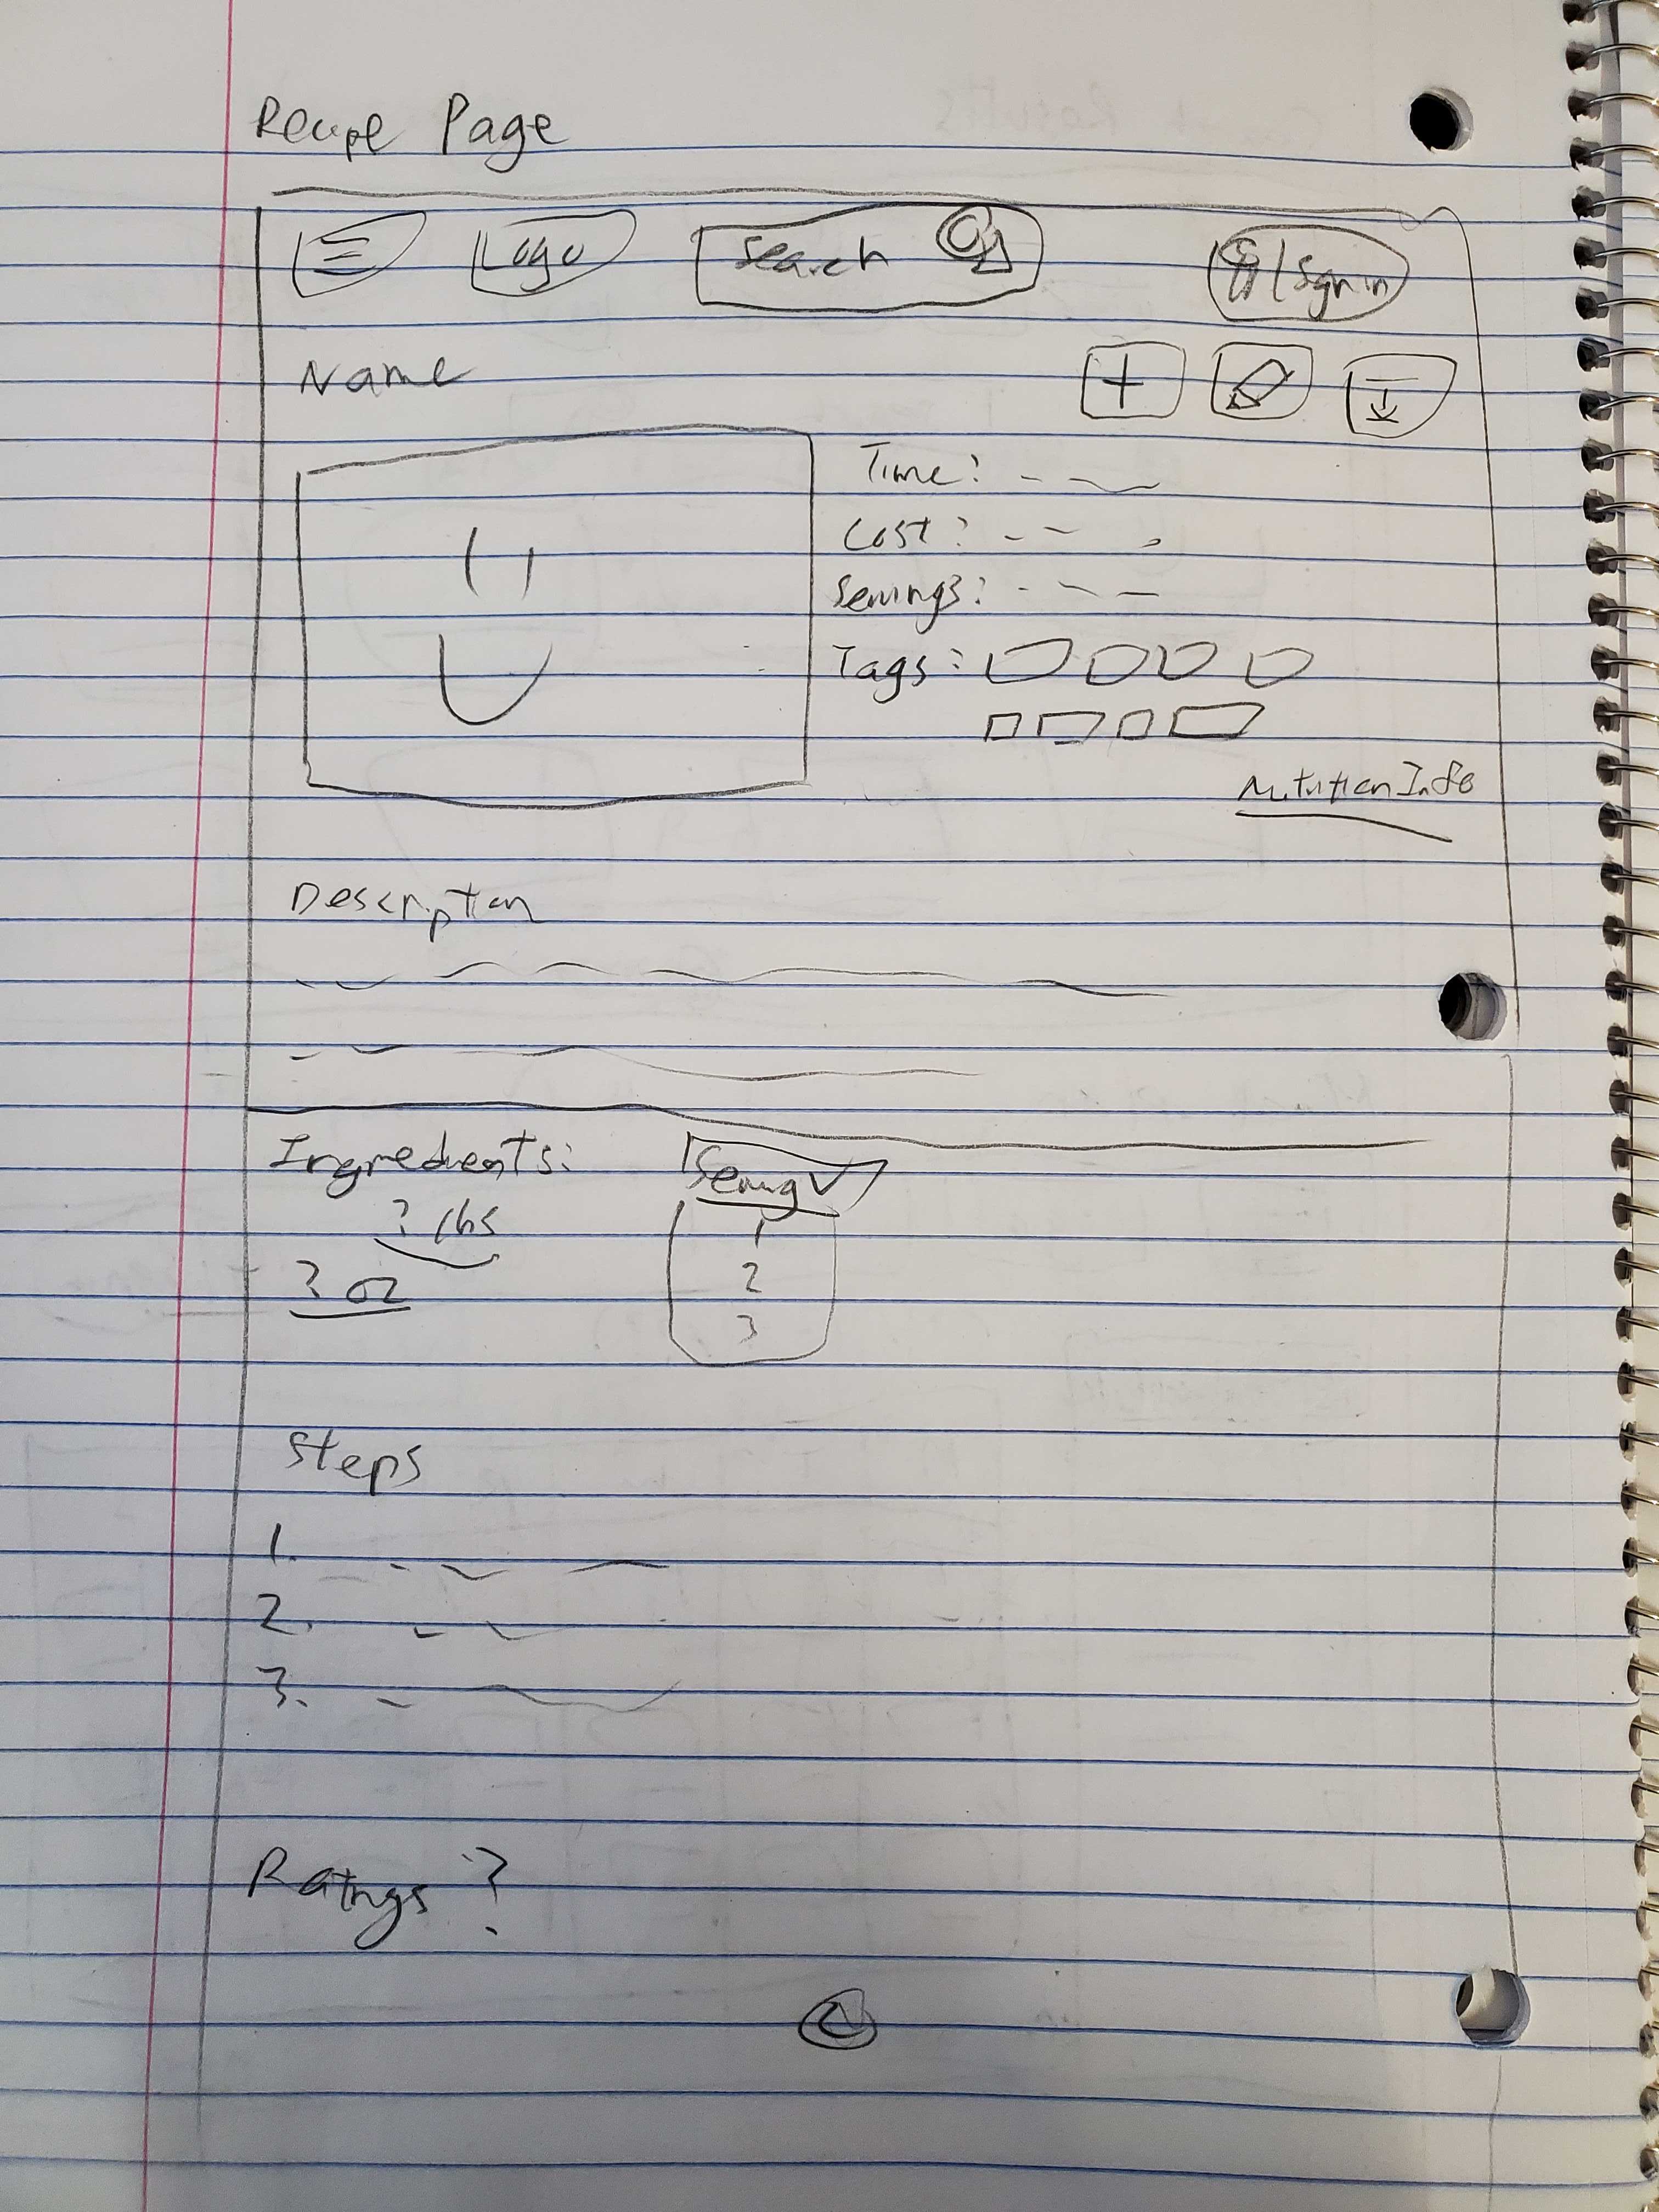 Recipe Page
Logo Search Sign in
Name
Time:
Cost:
Servings:
Tags:
Nutrition Info
Description
Ingredients: Serving
? lbs 1
? oz 2
3
Steps
1.
2.
3.
Ratings ?